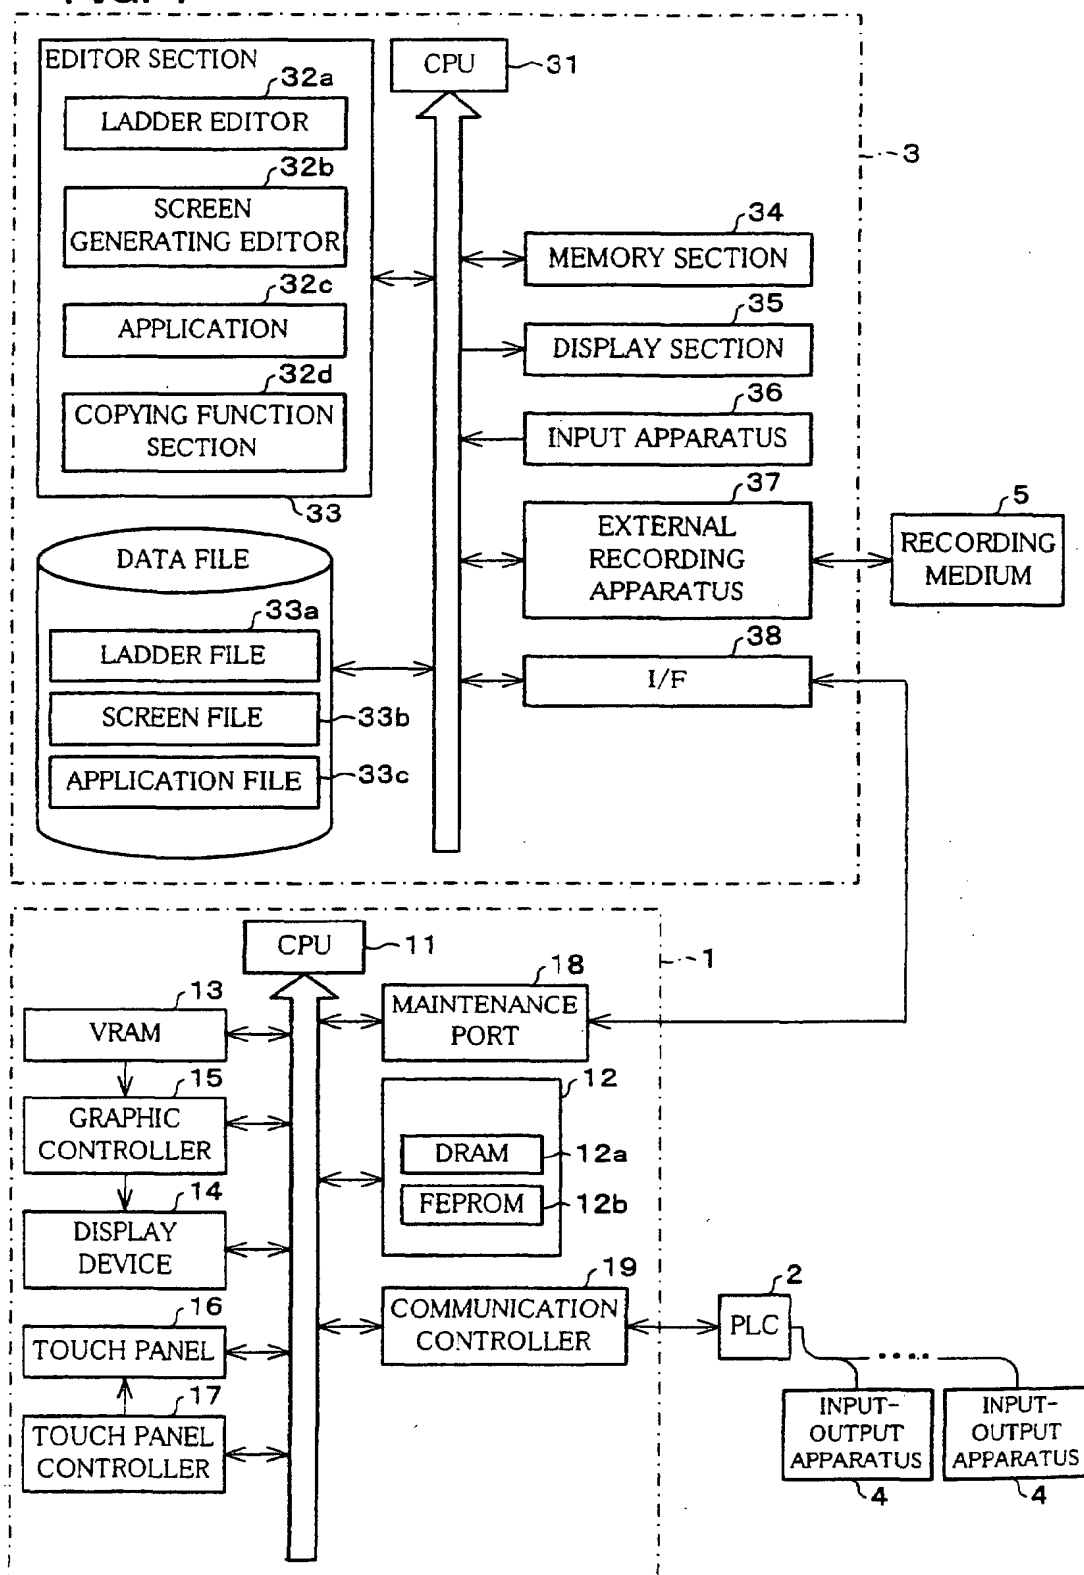 EDITOR SECTION
32a
LADDER EDITOR
32b
SCREEN
GENERATING EDITOR
32c
APPLICATION
32d
COPYING FUNCTION
SECTION
33
CPU
31
3
34
MEMORY SECTION
35
DISPLAY SECTION
36
INPUT APPARATUS
37
EXTERNAL
RECORDING
APPARATUS
5
RECORDING
MEDIUM
38
I/F
DATA FILE
33a
LADDER FILE
SCREEN FILE
33b
APPLICATION FILE
33c
CPU
11
1
13
VRAM
15
GRAPHIC
CONTROLLER
14
DISPLAY
DEVICE
16
TOUCH PANEL
17
TOUCH PANEL
CONTROLLER
18
MAINTENANCE
PORT
12
DRAM
12a
FEPROM
12b
19
COMMUNICATION
CONTROLLER
2
PLC
INPUT-
OUTPUT
APPARATUS
4
INPUT-
OUTPUT
APPARATUS
4